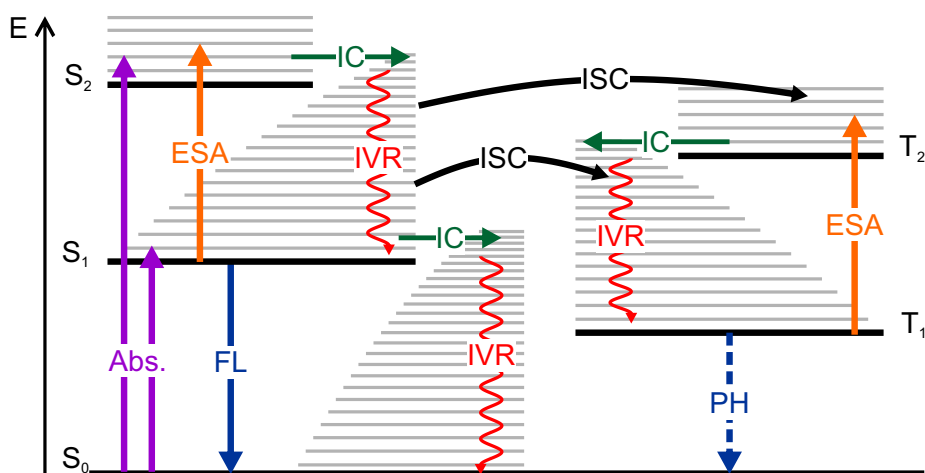 E
IC
ISC
S2
ESA
IVR
ISC
IC
T2
S1
IC
IVR
ESA
T1
Abs.
FL
IVR
PH
S0